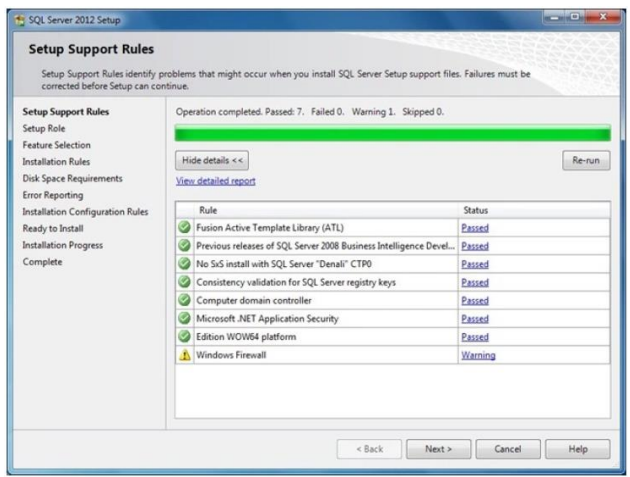 SQL Server 2012 Setup
Setup Support Rules
Setup Support Rules identify problems that might occur when you install SQL Server Setup support files. Failures must be
corrected before Setup can continue.
Setup Support Rules
Setup Role
Feature Selection
Installation Rules
Disk Space Requirements
Error Reporting
Installation Configuration Rules
Ready to Install
Installation Progress
Complete
Operation completed. Passed: 7. Failed 0. Warning 1. Skipped 0.
Hide details <<
Re-run
View detailed report
Rule Status
Fusion Active Template Library (ATL) Passed
Previous releases of SQL Server 2008 Business Intelligence Devel... Passed
No SxS install with SQL Server "Denali" CTP0 Passed
Consistency validation for SQL Server registry keys Passed
Computer domain controller Passed
Microsoft .NET Application Security Passed
Edition WOW64 platform Passed
Windows Firewall Warning
< Back Next > Cancel Help